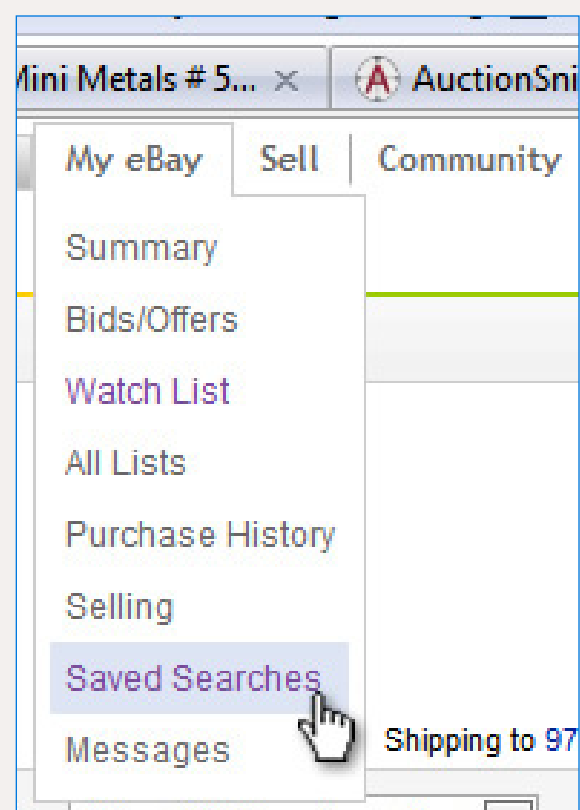 Mini Metals # 5... × AuctionSni
My eBay Sell Community
Summary
Bids/Offers
Watch List
All Lists
Purchase History
Selling
Saved Searches
Messages
Shipping to 97